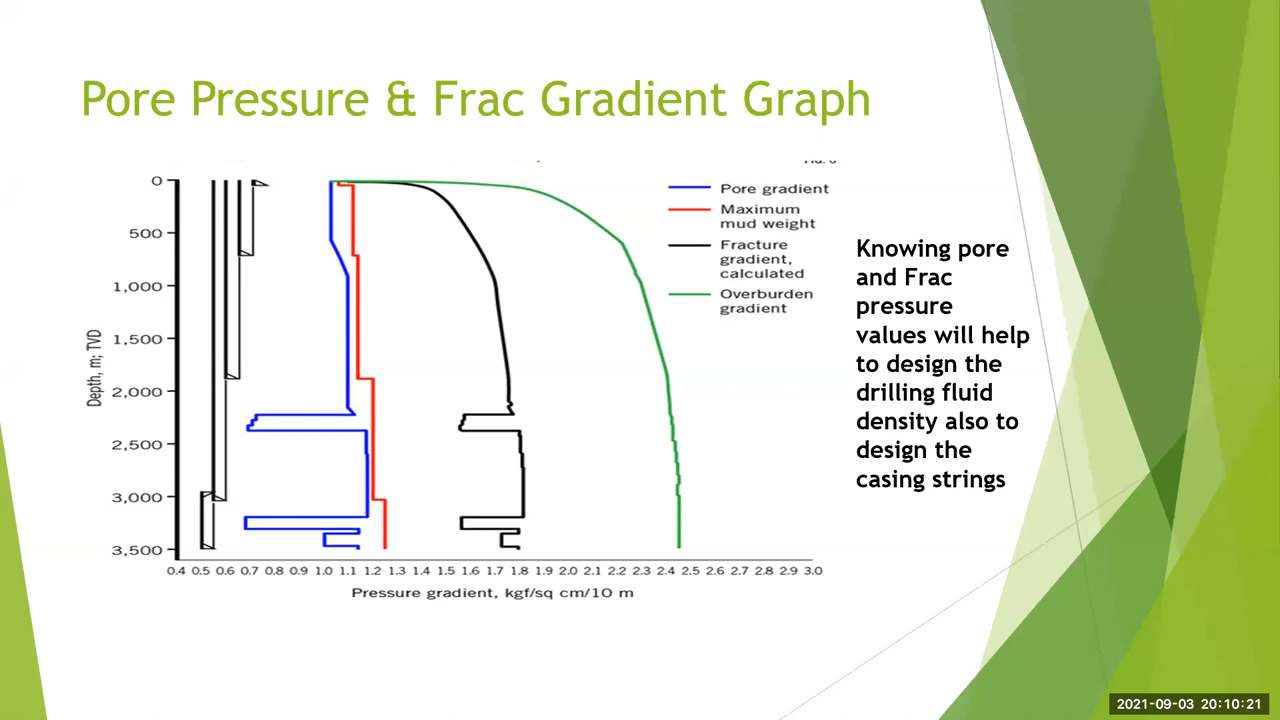 Pore Pressure & Frac Gradient Graph
0
500
1,000
1,500
2,000
2,500
3,000
3,500
Depth, m; TVD
0.4 0.5 0.6 0.7 0.8 0.9 1.0 1.1 1.2 1.3 1.4 1.5 1.6 1.7 1.8 1.9 2.0 2.1 2.2 2.3 2.4 2.5 2.6 2.7 2.8 2.9 3.0
Pressure gradient, kgf/sq cm/10 m
Pore gradient
Maximum
mud weight
Fracture
gradient,
calculated
Overburden
gradient
Knowing pore
and Frac
pressure
values will help
to design the
drilling fluid
density also to
design the
casing strings
2021-09-03 20:10:21